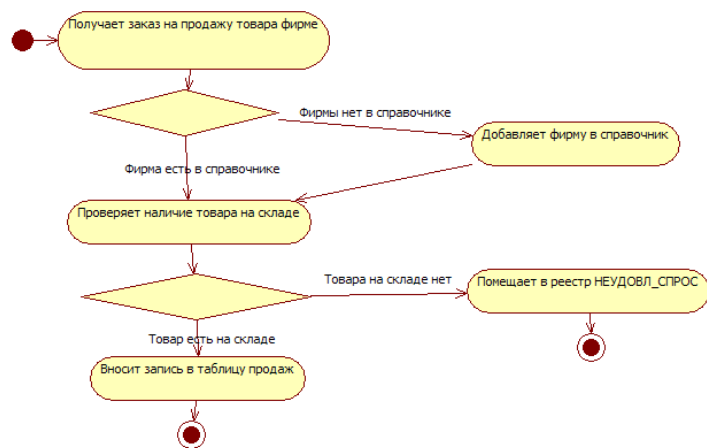 Получает заказ на продажу товара фирме
Фирмы нет в справочнике
Добавляет фирму в справочник
Фирма есть в справочнике
Проверяет наличие товара на складе
Товара на складе нет
Помещает в реестр НЕУДОВЛ_СПРОС
Товар есть на складе
Вносит запись в таблицу продаж